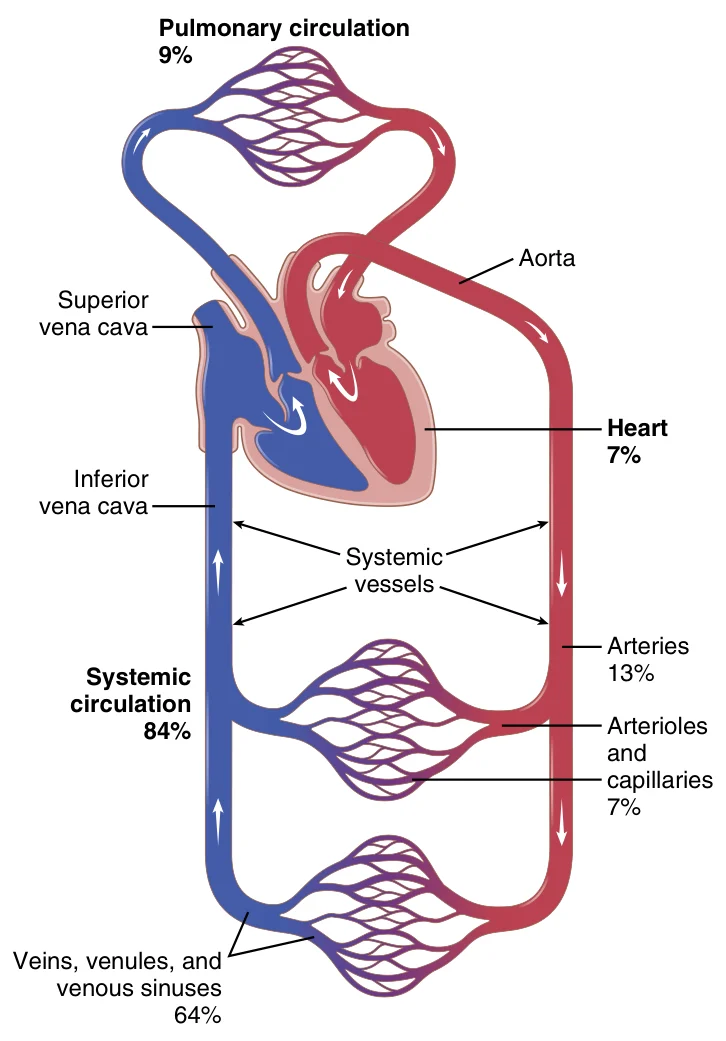 Pulmonary circulation
9%
Aorta
Superior
vena cava
Heart
7%
Inferior
vena cava
Systemic
vessels
Arteries
13%
Systemic
circulation
84%
Arterioles
and
capillaries
7%
Veins, venules, and
venous sinuses
64%